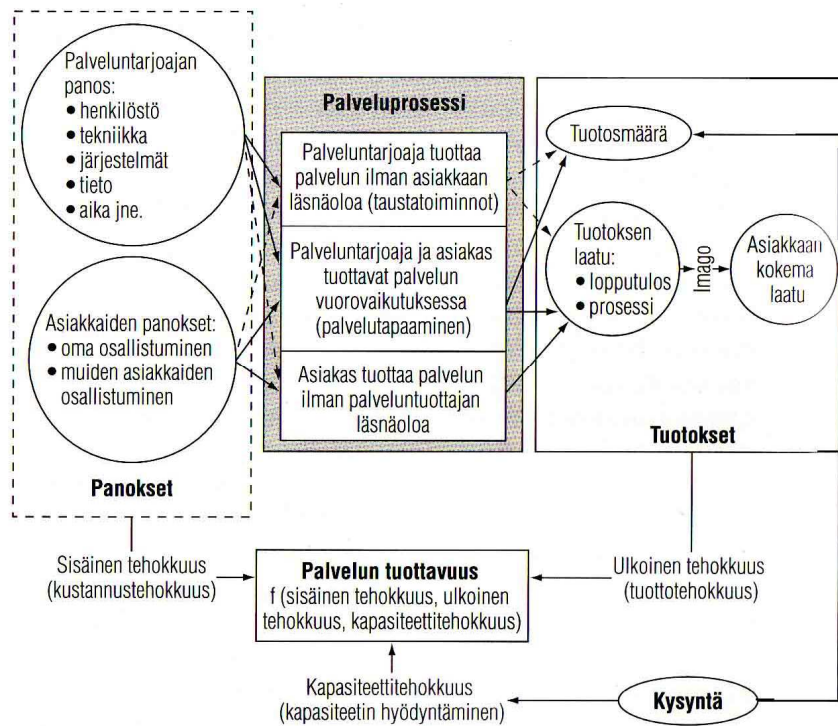 Palveluntarjoajan
panos:
● henkilöstö
● tekniikka
● järjestelmät
● tieto
● aika jne.
Asiakkaiden panokset:
● oma osallistuminen
● muiden asiakkaiden
osallistuminen
Panokset
Palveluprosessi
Palveluntarjoaja tuottaa
palvelun ilman asiakkaan
läsnäoloa (taustatoiminnot)
Palveluntarjoaja ja asiakas
tuottavat palvelun
vuorovaikutuksessa
(palvelutapaaminen)
Asiakas tuottaa palvelun
ilman palveluntuottajan
läsnäoloa
Tuotosmäärä
Tuotoksen
laatu:
● lopputulos
● prosessi
Imago
Asiakkaan
kokema
laatu
Tuotokset
Sisäinen tehokkuus
(kustannustehokkuus)
Palvelun tuottavuus
f (sisäinen tehokkuus, ulkoinen
tehokkuus, kapasiteettitehokkuus)
Ulkoinen tehokkuus
(tuottotehokkuus)
Kapasiteettitehokkuus
(kapasiteetin hyödyntäminen)
Kysyntä